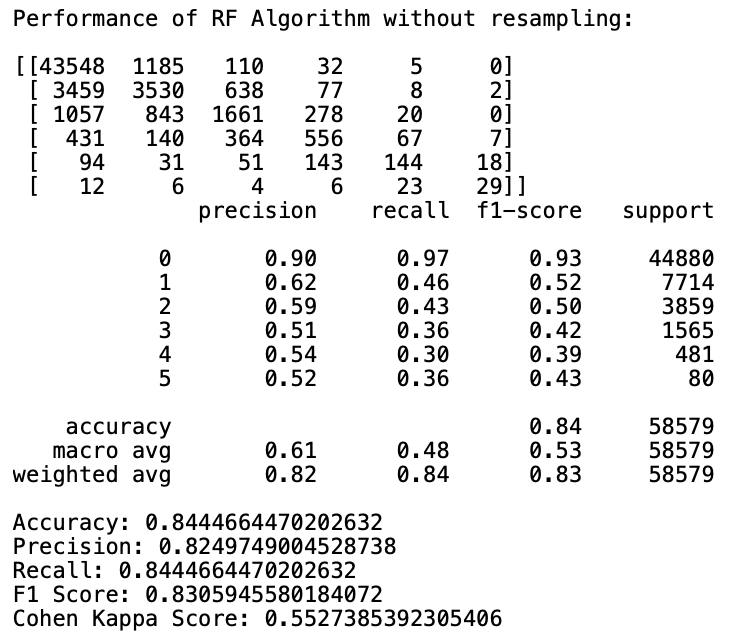 Performance of RF Algorithm without resampling:
[[43548 1185 110 32 5 0]
[ 3459 3530 638 77 8 2]
[ 1057 843 1661 278 20 0]
[ 431 140 364 556 67 7]
[ 94 31 51 143 144 18]
[ 12 6 4 6 23 29]]
precision recall f1-score support
0 0.90 0.97 0.93 44880
1 0.62 0.46 0.52 7714
2 0.59 0.43 0.50 3859
3 0.51 0.36 0.42 1565
4 0.54 0.30 0.39 481
5 0.52 0.36 0.43 80
accuracy 0.84 58579
macro avg 0.61 0.48 0.53 58579
weighted avg 0.82 0.84 0.83 58579
Accuracy: 0.8444664470202632
Precision: 0.8249749004528738
Recall: 0.8444664470202632
F1 Score: 0.8305945580184072
Cohen Kappa Score: 0.5527385392305406